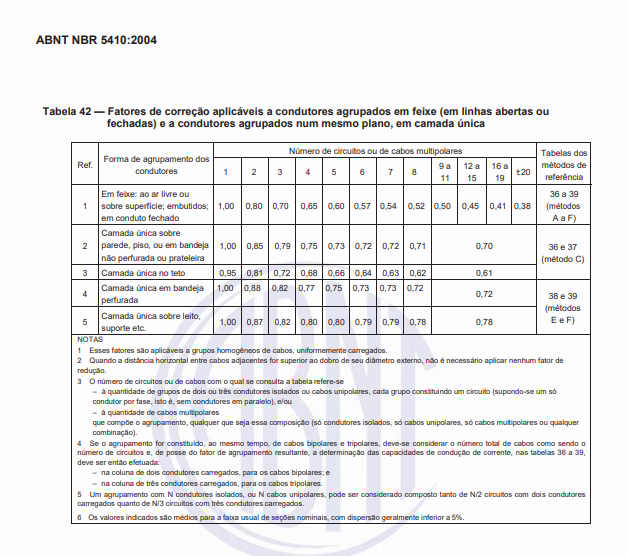 ABNT NBR 5410:2004
Tabela 42 — Fatores de correção aplicáveis a condutores agrupados em feixe (em linhas abertas ou
fechadas) e a condutores agrupados num mesmo plano, em camada única
Ref.
Forma de agrupamento dos
condutores
Número de circuitos ou de cabos multipolares
1 2 3 4 5 6 7 8 9 a 11 12 a 15 16 a 19 t20
Tabelas dos
métodos de
referência
1
Em feixe: ao ar livre ou
sobre superfície; embutidos;
em conduto fechado
1,00 0,80 0,70 0,65 0,60 0,57 0,54 0,52 0,50 0,45 0,41 0,38
36 a 39
(métodos
A a F)
2
Camada única sobre
parede, piso, ou em bandeja
não perfurada ou prateleira
1,00 0,85 0,79 0,75 0,73 0,72 0,72 0,71 0,70
36 e 37
(método C)
3 Camada única no teto 0,95 0,81 0,72 0,68 0,66 0,64 0,63 0,62 0,61
4
Camada única em bandeja
perfurada
1,00 0,88 0,82 0,77 0,75 0,73 0,73 0,72 0,72
38 e 39
(métodos
E e F)
5
Camada única sobre leito,
suporte etc.
1,00 0,87 0,82 0,80 0,80 0,79 0,79 0,78 0,78
NOTAS
1 Esses fatores são aplicáveis a grupos homogêneos de cabos, uniformemente carregados.
2 Quando a distância horizontal entre cabos adjacentes for superior ao dobro de seu diâmetro externo, não é necessário aplicar nenhum fator de
redução.
3 O número de circuitos ou de cabos com o qual se consulta a tabela refere-se
– à quantidade de grupos de dois ou três condutores isolados ou cabos unipolares, cada grupo constituindo um circuito (supondo-se um só
condutor por fase, isto é, sem condutores em paralelo), e/ou
– à quantidade de cabos multipolares
que compõe o agrupamento, qualquer que seja essa composição (só condutores isolados, só cabos unipolares, só cabos multipolares ou qualquer
combinação).
4 Se o agrupamento for constituído, ao mesmo tempo, de cabos bipolares e tripolares, deve-se considerar o número total de cabos como sendo o
número de circuitos e, de posse do fator de agrupamento resultante, a determinação das capacidades de condução de corrente, nas tabelas 36 a 39,
deve ser então efetuada:
– na coluna de dois condutores carregados, para os cabos bipolares; e
– na coluna de três condutores carregados, para os cabos tripolares.
5 Um agrupamento com N condutores isolados, ou N cabos unipolares, pode ser considerado composto tanto de N/2 circuitos com dois condutores
carregados quanto de N/3 circuitos com três condutores carregados.
6 Os valores indicados são médios para a faixa usual de seções nominais, com dispersão geralmente inferior a 5%.
ABNT